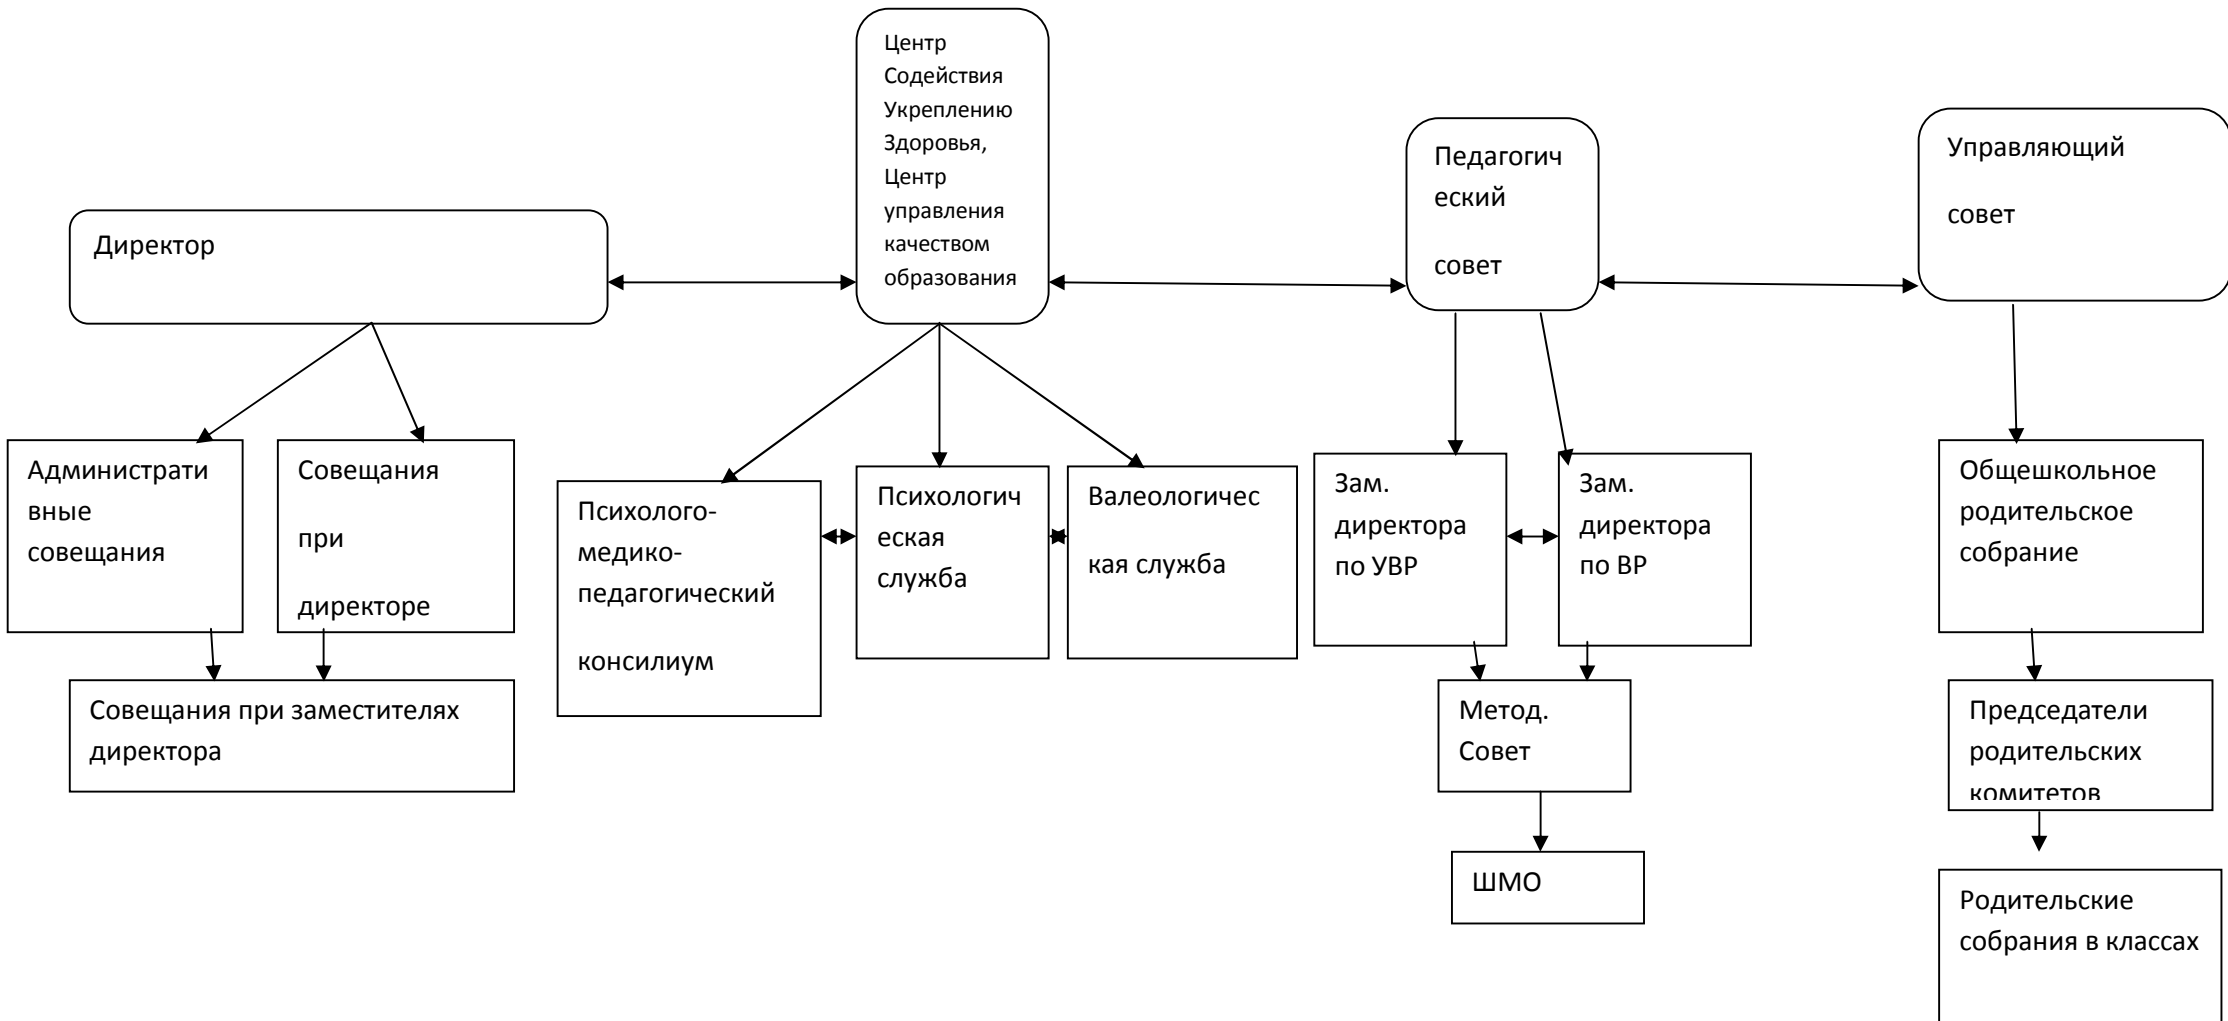 Центр
Содействия
Укреплению
Здоровья,
Центр
управления
качеством
образования
Педагогич
еский
совет
Управляющий
совет
Директор
Административ
вные
совещания
Совещания
при
директоре
Психолого-
медико-
педагогический
консилиум
Психологич
еская
служба
Валеологичес
кая служба
Зам.
директора
по УВР
Зам.
директора
по ВР
Общешкольное
родительское
собрание
Совещания при заместителях
директора
Метод.
Совет
Председатели
родительских
комитетов
ШМО
Родительские
собрания в классах